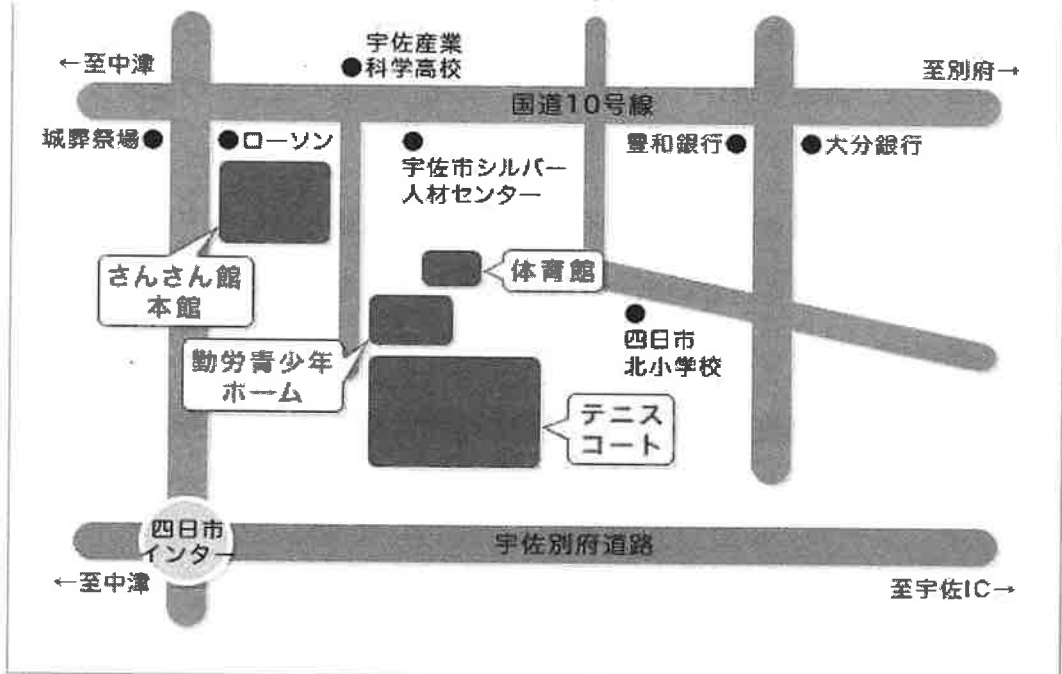 宇佐産業
科学高校
←至中津
至別府→
国道10号線
城葬祭場
ローソン
豊和銀行
大分銀行
宇佐市シルバー
人材センター
さんさん館
本館
体育館
勤労青少年
ホーム
四日市
北小学校
テニス
コート
四日市
インター
宇佐別府道路
←至中津
至宇佐IC→